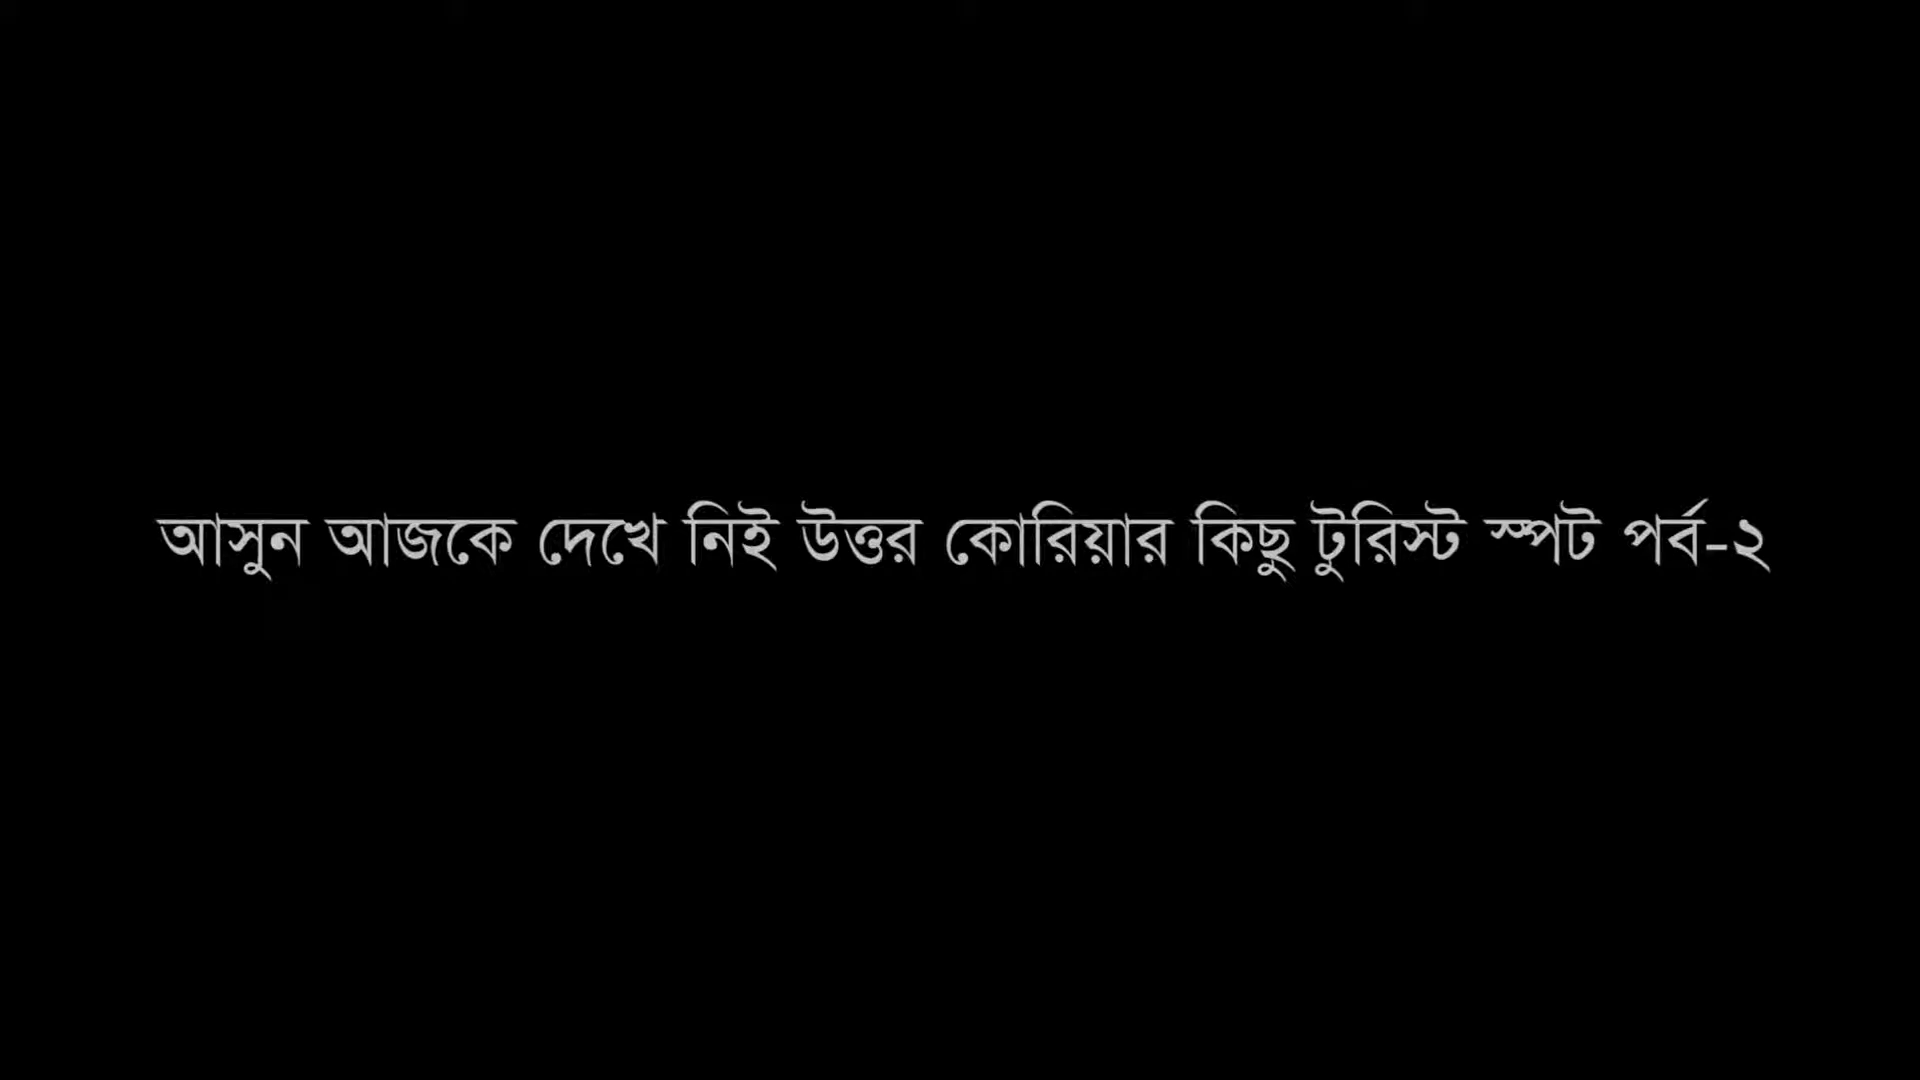 আসুন আজকে দেখে নিই উত্তর কোরিয়ার কিছু টুরিস্ট স্পট পর্ব-২